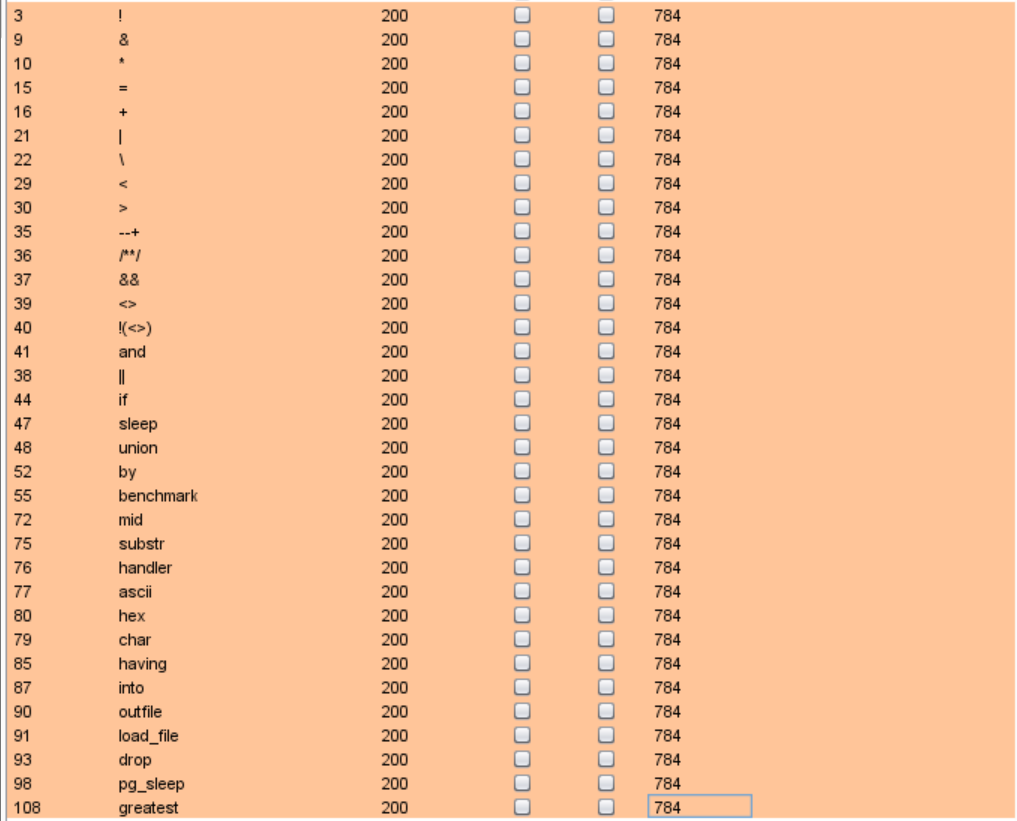 3 ! 200 784
9 & 200 784
10 * 200 784
15 = 200 784
16 + 200 784
21 | 200 784
22 \ 200 784
29 < 200 784
30 > 200 784
35 --+ 200 784
36 /**/ 200 784
37 && 200 784
39 <> 200 784
40 !(<>) 200 784
41 and 200 784
38 || 200 784
44 if 200 784
47 sleep 200 784
48 union 200 784
52 by 200 784
55 benchmark 200 784
72 mid 200 784
75 substr 200 784
76 handler 200 784
77 ascii 200 784
80 hex 200 784
79 char 200 784
85 having 200 784
87 into 200 784
90 outfile 200 784
91 load_file 200 784
93 drop 200 784
98 pg_sleep 200 784
108 greatest 200 784